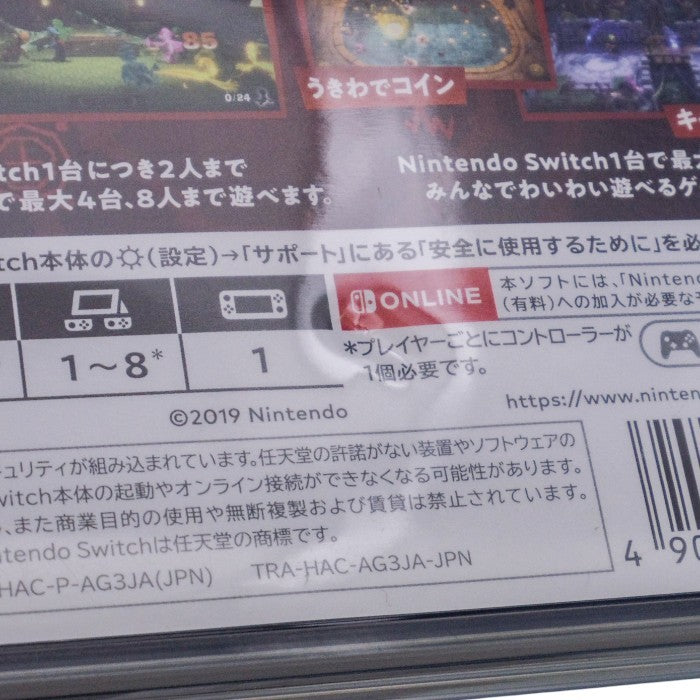 85
0/24
うきわでコイン
キ
tch1台につき2人まで
で最大4台、8人まで遊べます。
Nintendo Switch1台で最
みんなでわいわい遊べるゲ
tch本体の(設定)→「サポート」にある「安全に使用するために」を必
ONLINE
本ソフトには、「Ninten
(有料)への加入が必要な
1～8*
1
*プレイヤーごとにコントローラーが
1個必要です。
©2019 Nintendo
https://www.ninten
キュリティが組み込まれています。任天堂の許諾がない装置やソフトウェアの
witch本体の起動やオンライン接続ができなくなる可能性があります。
、また商業目的の使用や無断複製および賃貸は禁止されています。
ntendo Switchは任天堂の商標です。
HAC-P-AG3JA(JPN)
TRA-HAC-AG3JA-JPN
4 90